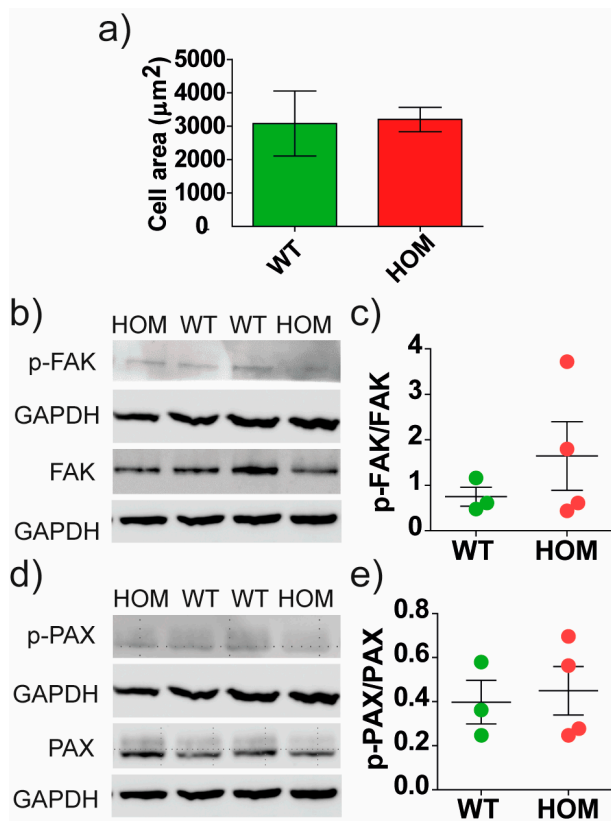 a)
Cell area (μm2)
5000
4000
3000
2000
1000
0
WT
HOM
b)
HOM WT WT HOM
p-FAK
GAPDH
FAK
GAPDH
c)
p-FAK/FAK
4
3
2
1
0
WT HOM
d)
HOM WT WT HOM
p-PAX
GAPDH
PAX
GAPDH
e)
p-PAX/PAX
0.8
0.6
0.4
0.2
0.0
WT HOM